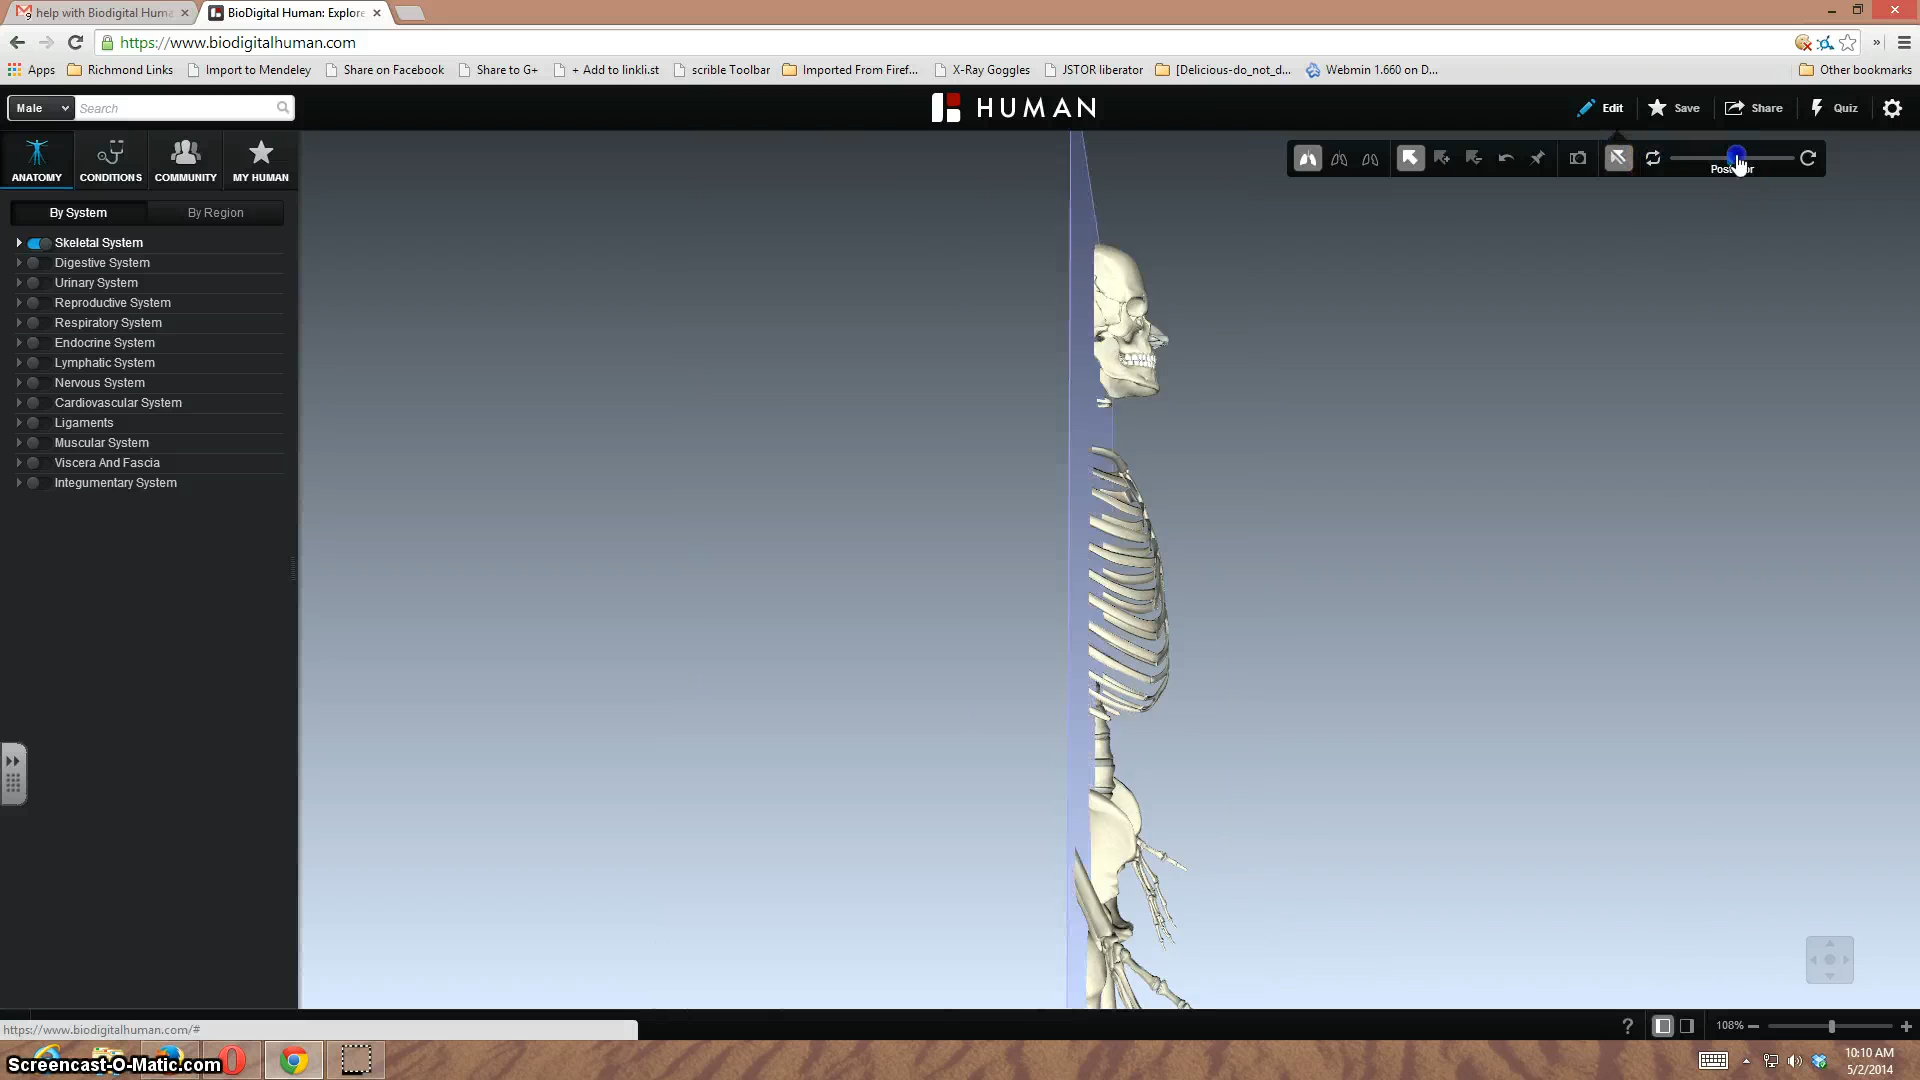 help with Biodigital Huma
BioDigital Human: Explore
https://www.biodigitalhuman.com
Apps
Richmond Links
Import to Mendeley
Share on Facebook
Share to G+
+ Add to linkli.st
scrible Toolbar
Imported From Firef...
X-Ray Goggles
JSTOR liberator
[Delicious-do_not_d...
Webmin 1.660 on D...
Other bookmarks
Male
Search
HUMAN
Edit
Save
Share
Quiz
ANATOMY
CONDITIONS
COMMUNITY
MY HUMAN
By System
By Region
Skeletal System
Digestive System
Urinary System
Reproductive System
Respiratory System
Endocrine System
Lymphatic System
Nervous System
Cardiovascular System
Ligaments
Muscular System
Viscera And Fascia
Integumentary System
https://www.biodigitalhuman.com/#
?
108%
Screencast-O-Matic.com
10:10 AM
5/2/2014